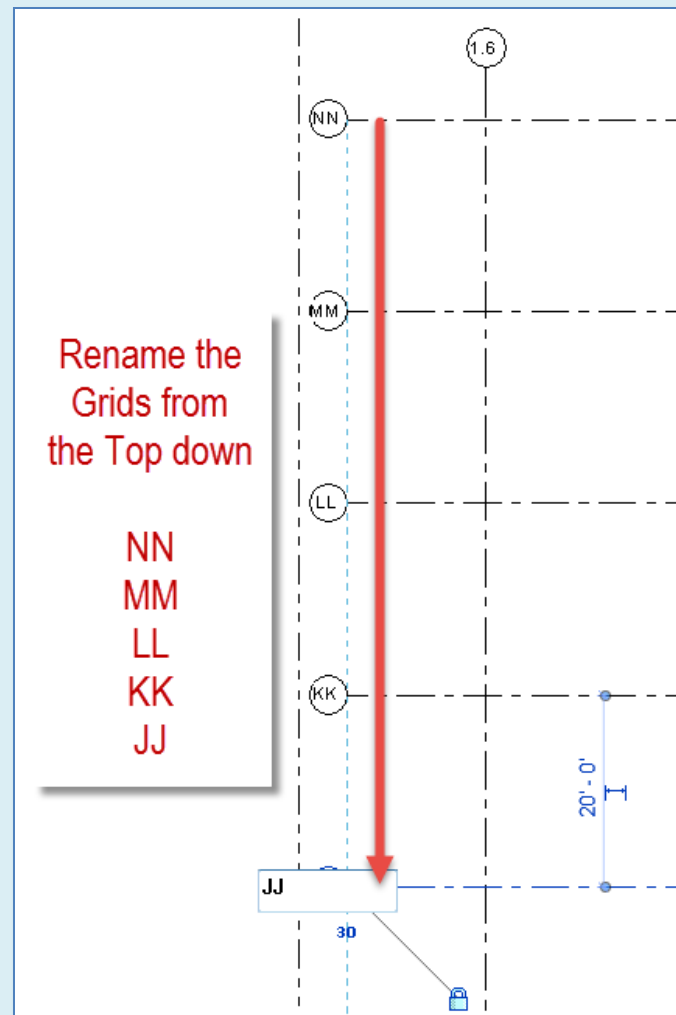 1.6
NN
MM
Rename the
Grids from
the Top down
NN
MM
LL
KK
JJ
LL
KK
20' - 0'
JJ
30